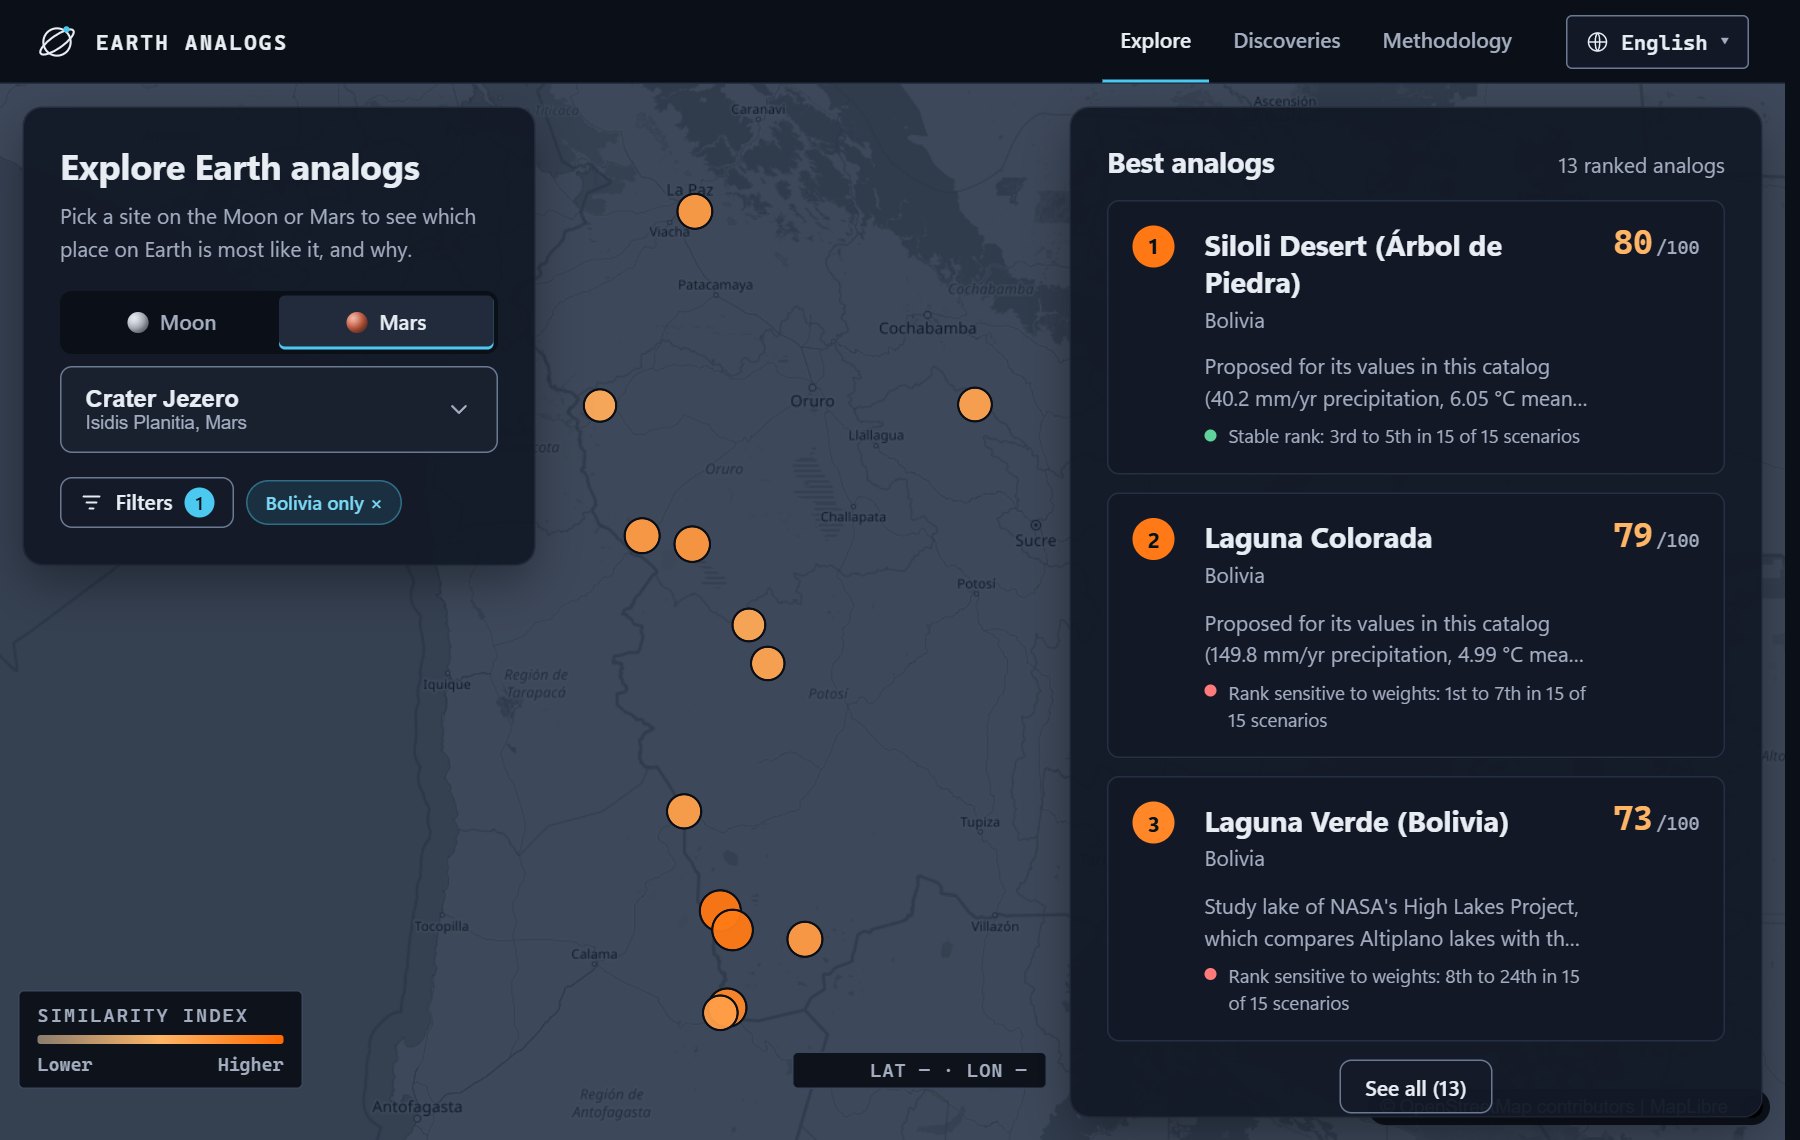 EARTH ANALOGS
Explore
Discoveries
Methodology
English
Explore Earth analogs
Pick a site on the Moon or Mars to see which
place on Earth is most like it, and why.
Moon
Mars
Crater Jezero
Isidis Planitia, Mars
Filters 1
Bolivia only ×
Titicaca
Caranavi
Ascensión
La Paz
Viacha
Patacamaya
Cochabamba
Cochabamba
Oruro
Llallagua
Oruro
Challapata
Sucre
Potosí
Región de
Tarapacá
Iquique
Potosí
Tupiza
Tocopilla
Calama
Villazón
Región de
Antofagasta
Antofagasta
SIMILARITY INDEX
Lower
Higher
LAT — · LON —
Best analogs
13 ranked analogs
1
Siloli Desert (Árbol de
Piedra)
80 /100
Bolivia
Proposed for its values in this catalog
(40.2 mm/yr precipitation, 6.05 °C mean...
Stable rank: 3rd to 5th in 15 of 15 scenarios
2
Laguna Colorada
79 /100
Bolivia
Proposed for its values in this catalog
(149.8 mm/yr precipitation, 4.99 °C mea...
Rank sensitive to weights: 1st to 7th in 15 of
15 scenarios
3
Laguna Verde (Bolivia)
73 /100
Bolivia
Study lake of NASA's High Lakes Project,
which compares Altiplano lakes with th...
Rank sensitive to weights: 8th to 24th in 15
of 15 scenarios
See all (13)
© OpenStreetMap contributors | MapLibre